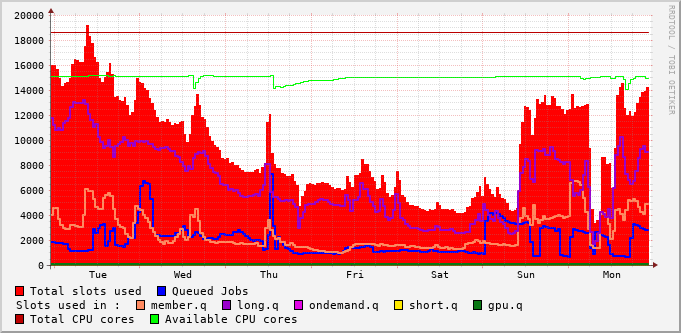 20000
18000
16000
14000
12000
10000
8000
6000
4000
2000
0
Tue Wed Thu Fri Sat Sun Mon
RRDTOOL / TOBI OETIKER
Total slots used Queued Jobs
Slots used in : member.q long.q ondemand.q short.q gpu.q
Total CPU cores Available CPU cores